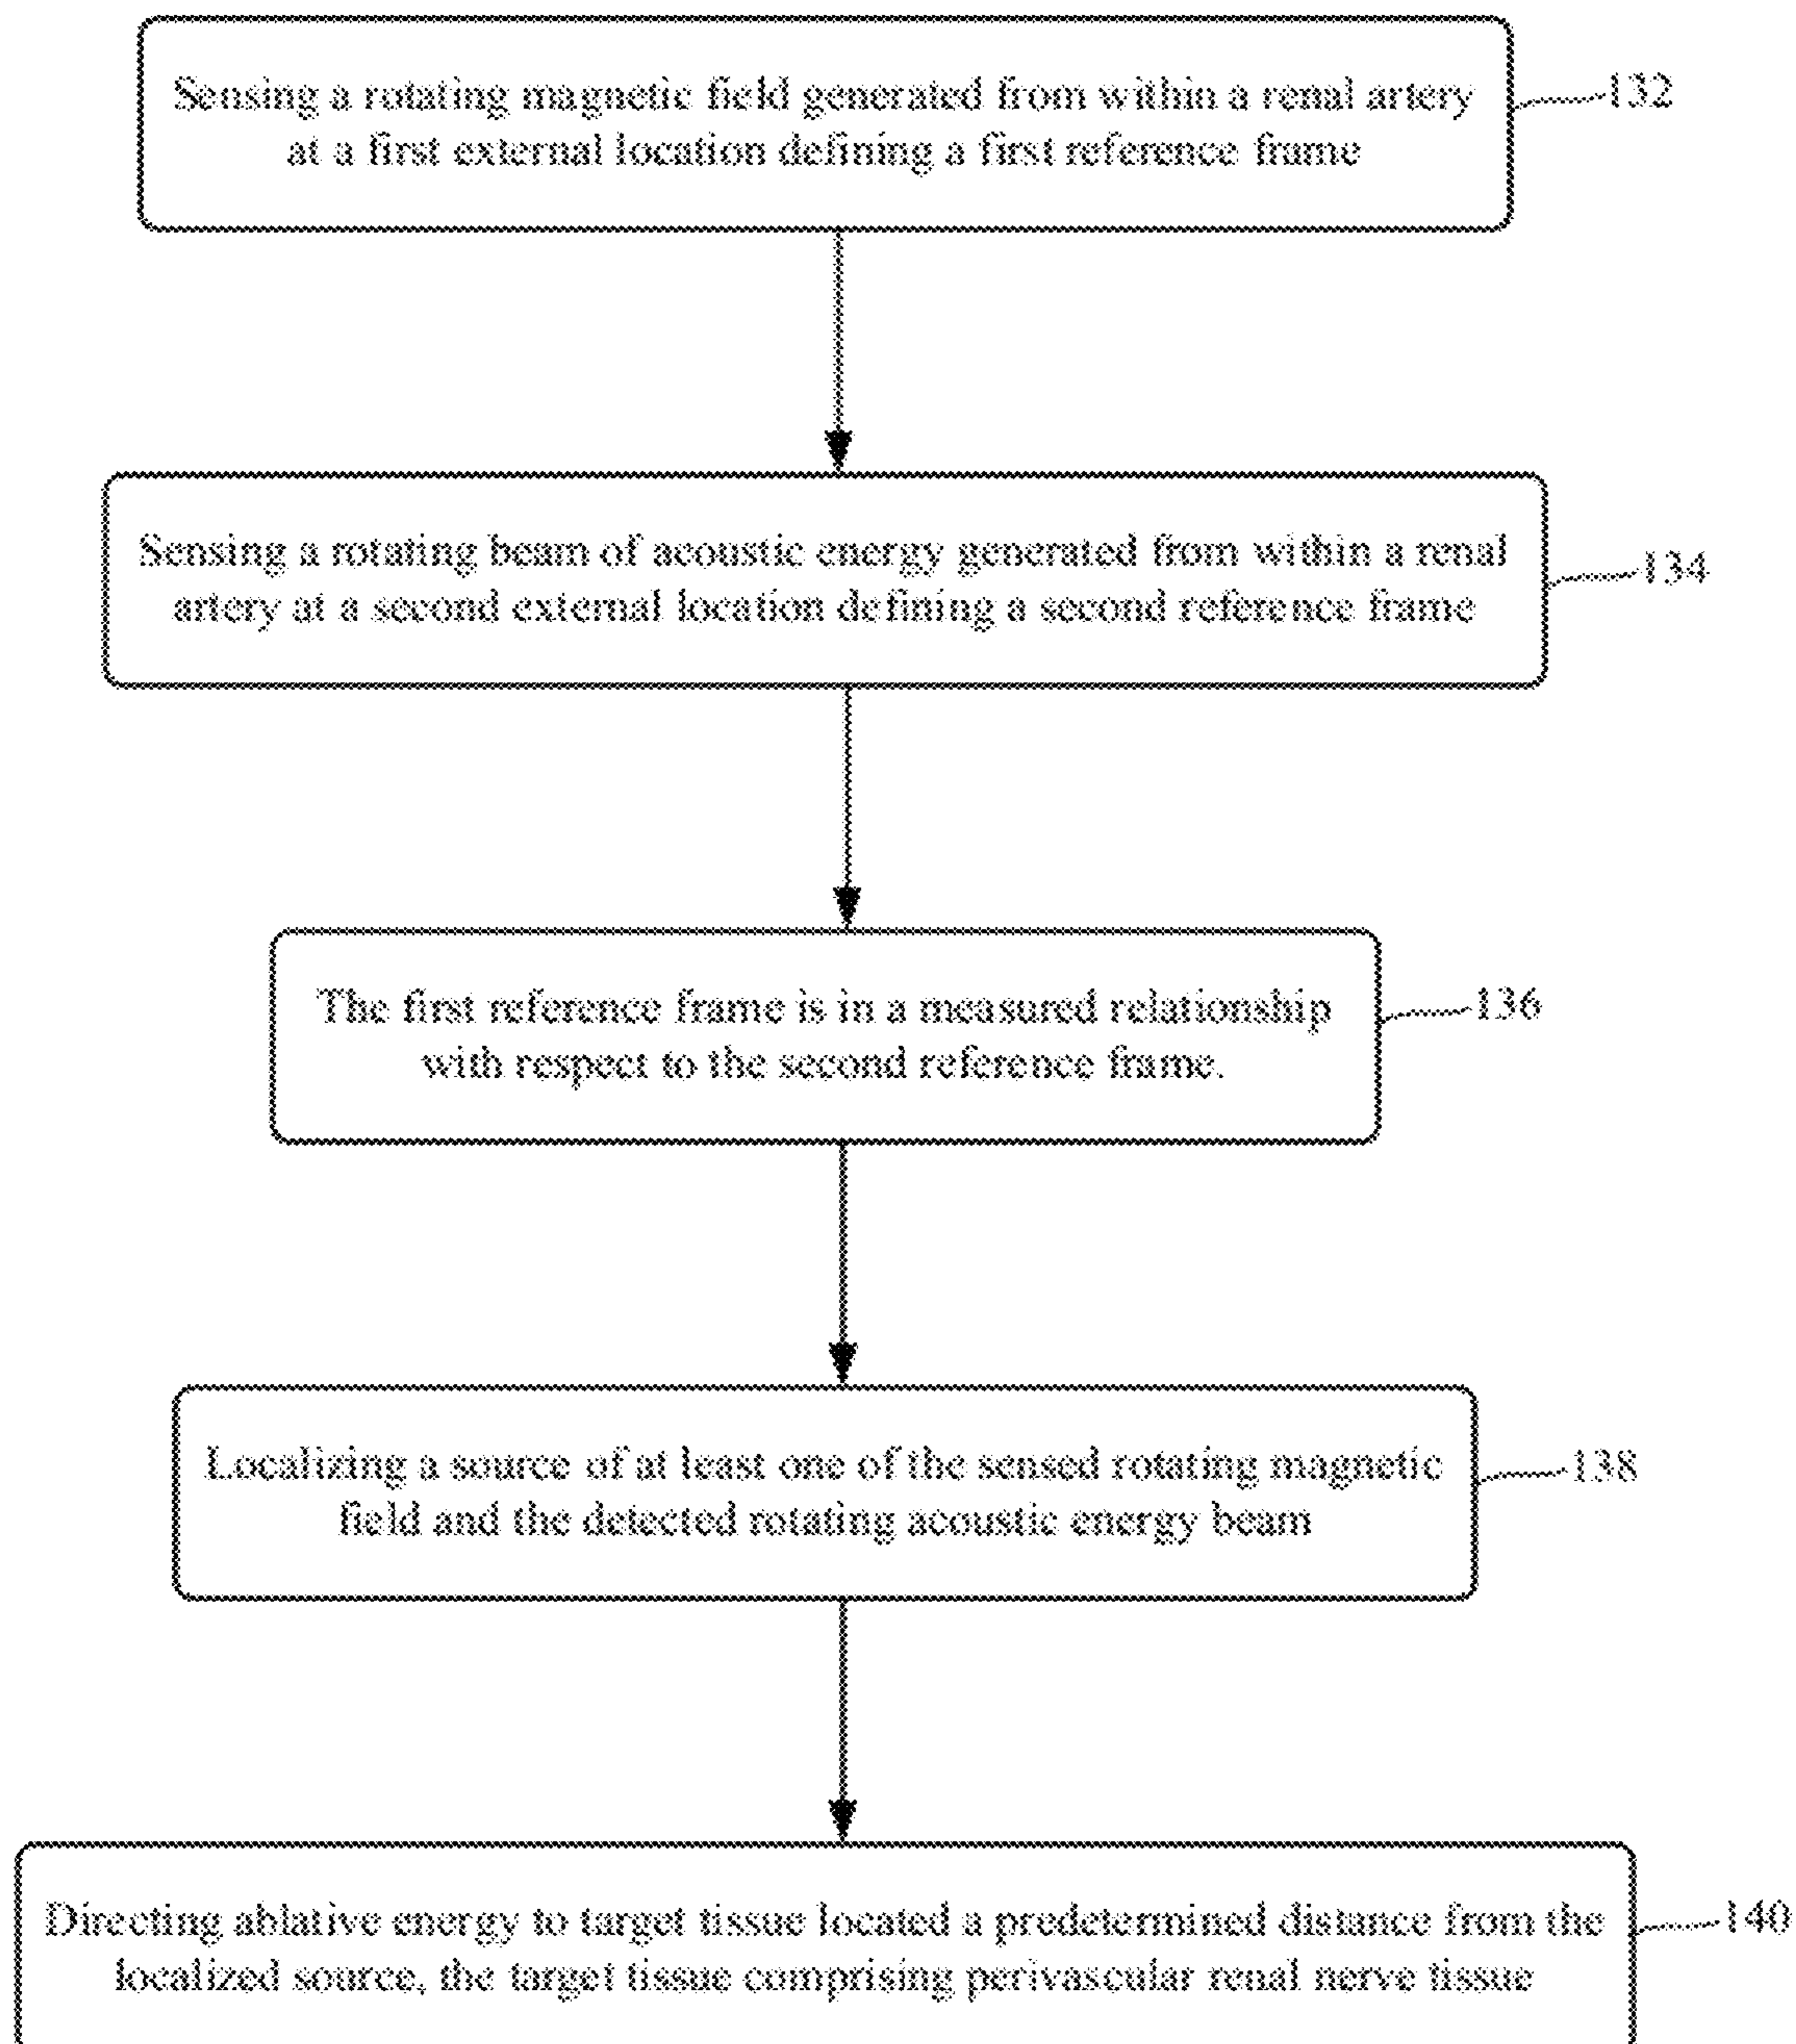 Sensing a rotating magnetic field generated from within a renal artery
at a first external location defining a first reference frame
132
Sensing a rotating beam of acoustic energy generated from within a renal
artery at a second external location defining a second reference frame
134
The first reference frame is in a measured relationship
with respect to the second reference frame.
136
Localizing a source of at least one of the sensed rotating magnetic
field and the detected rotating acoustic energy beam
138
Directing ablative energy to target tissue located a predetermined distance from the
localized source, the target tissue comprising perivascular renal nerve tissue
140